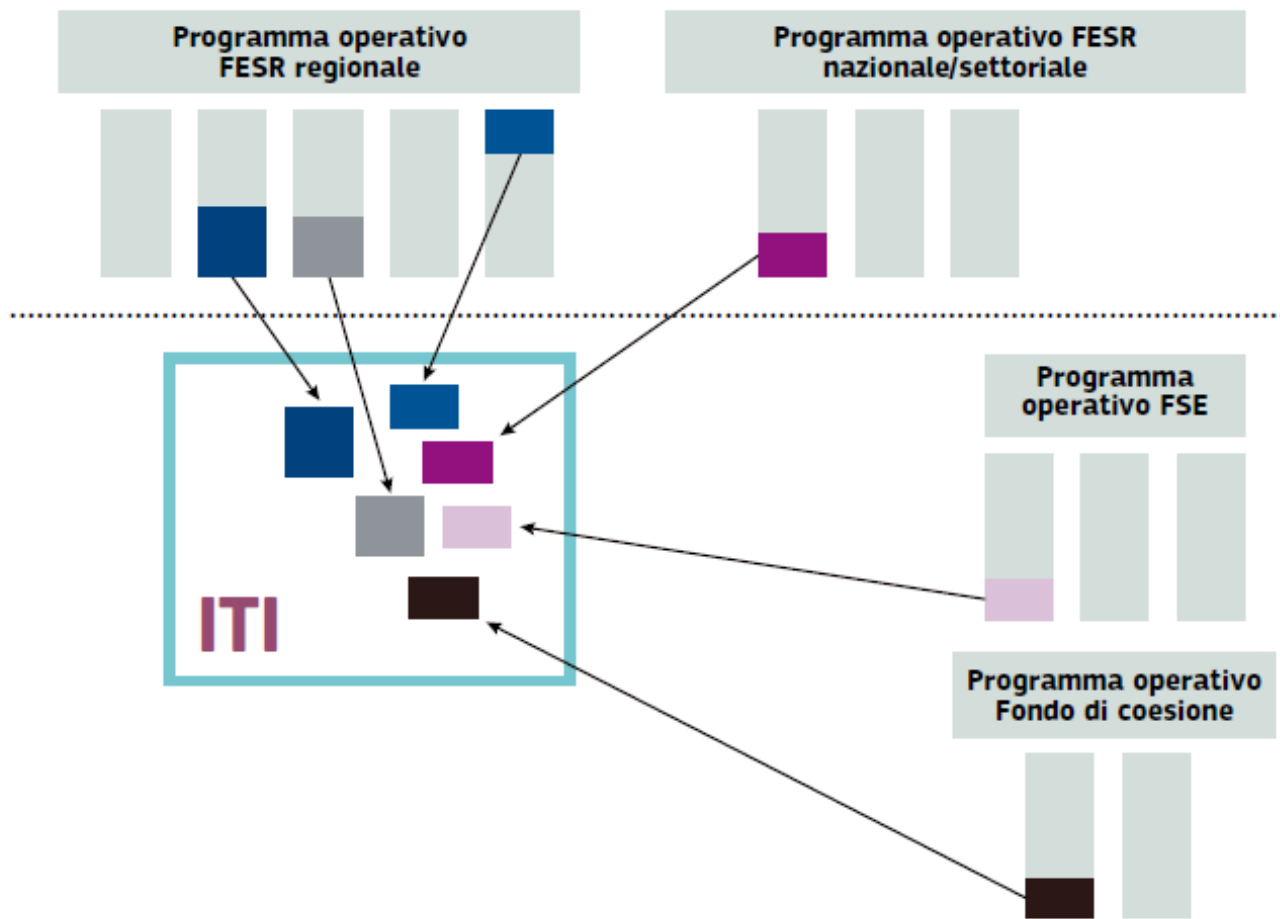 Programma operativo
FESR regionale
Programma operativo FESR
nazionale/settoriale
Programma
operativo FSE
ITI
Programma operativo
Fondo di coesione